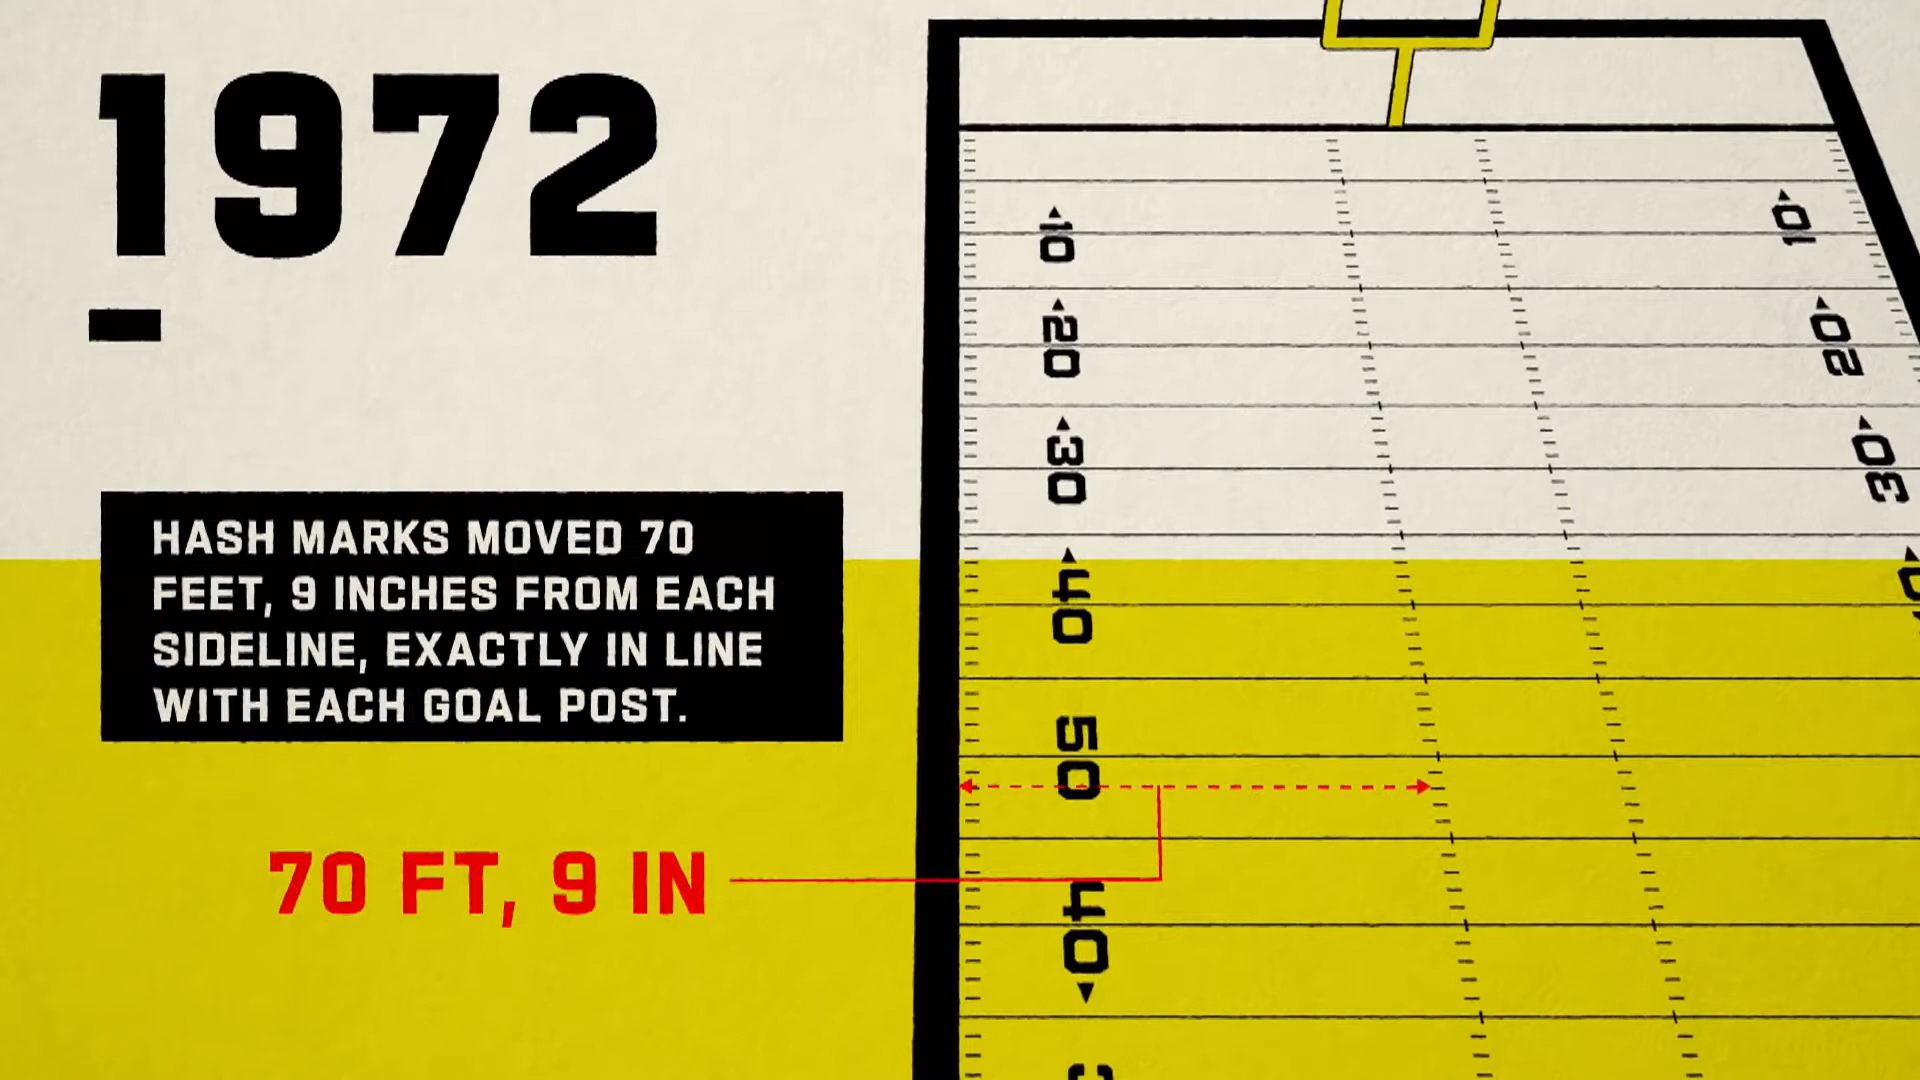 1972
HASH MARKS MOVED 70
FEET, 9 INCHES FROM EACH
SIDELINE, EXACTLY IN LINE
WITH EACH GOAL POST.
70 FT, 9 IN
10
20
30
40
50
40
10
20
30